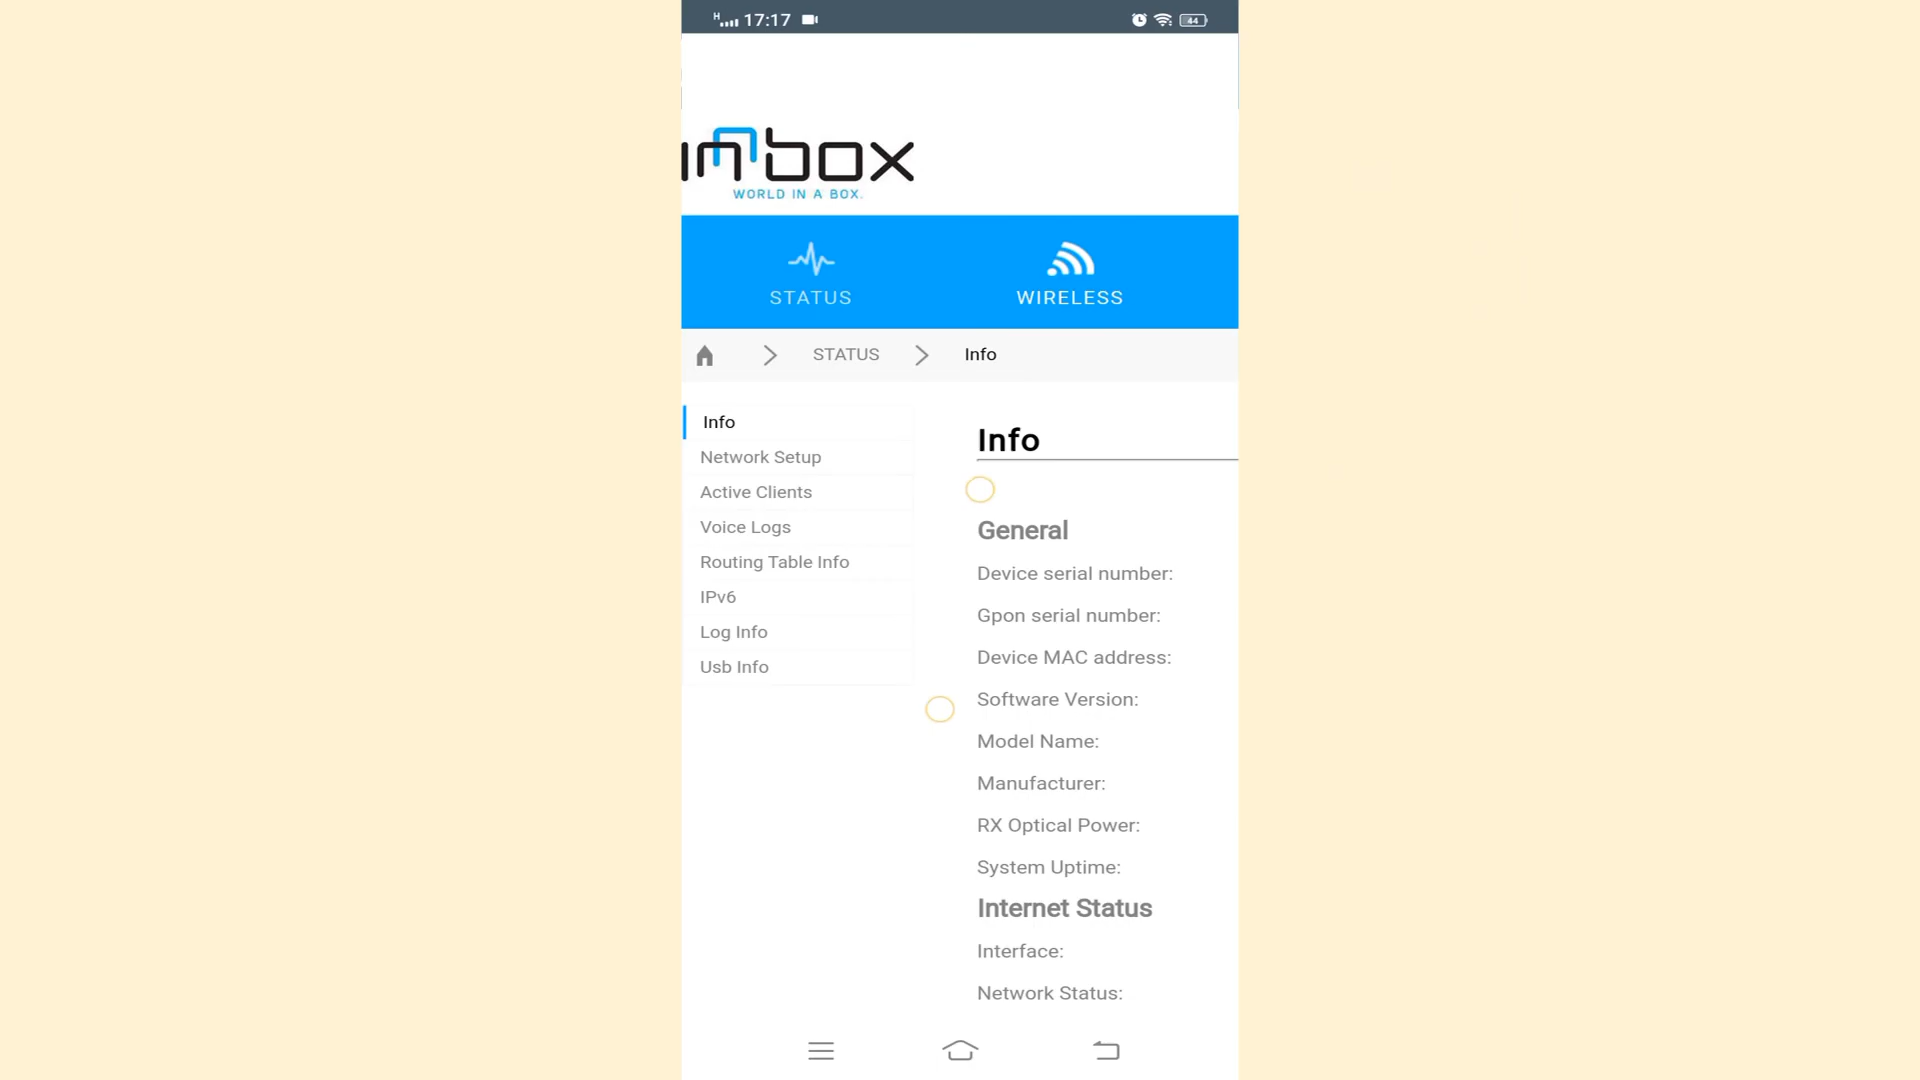 H 17:17 44
innbox
WORLD IN A BOX.
STATUS WIRELESS
STATUS Info
Info
Network Setup
Active Clients
Voice Logs
Routing Table Info
IPv6
Log Info
Usb Info
Info
General
Device serial number:
Gpon serial number:
Device MAC address:
Software Version:
Model Name:
Manufacturer:
RX Optical Power:
System Uptime:
Internet Status
Interface:
Network Status: